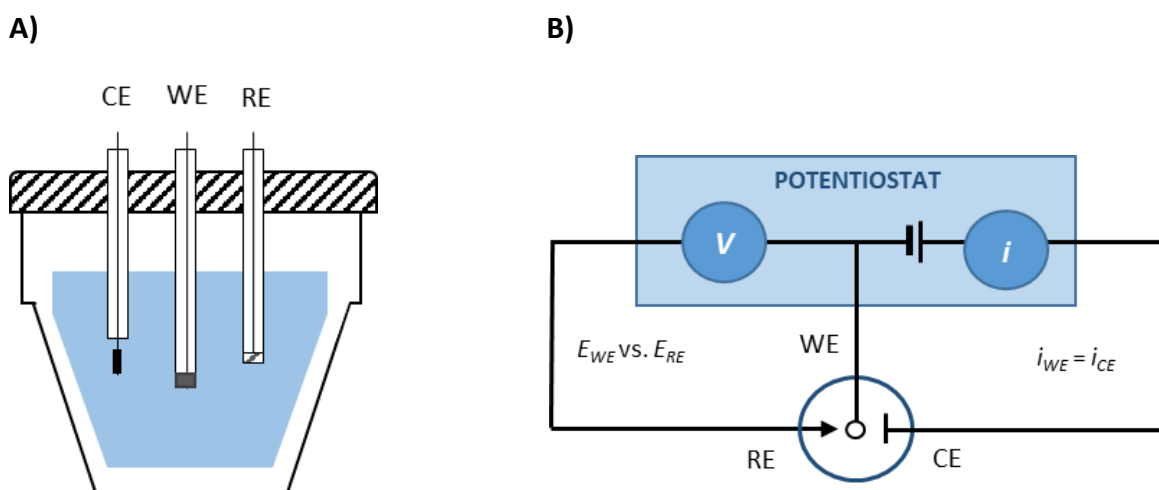 A)
CE WE RE
B)
POTENTIOSTAT
V
i
WE
E_WE vs. E_RE
i_WE = i_CE
RE
CE